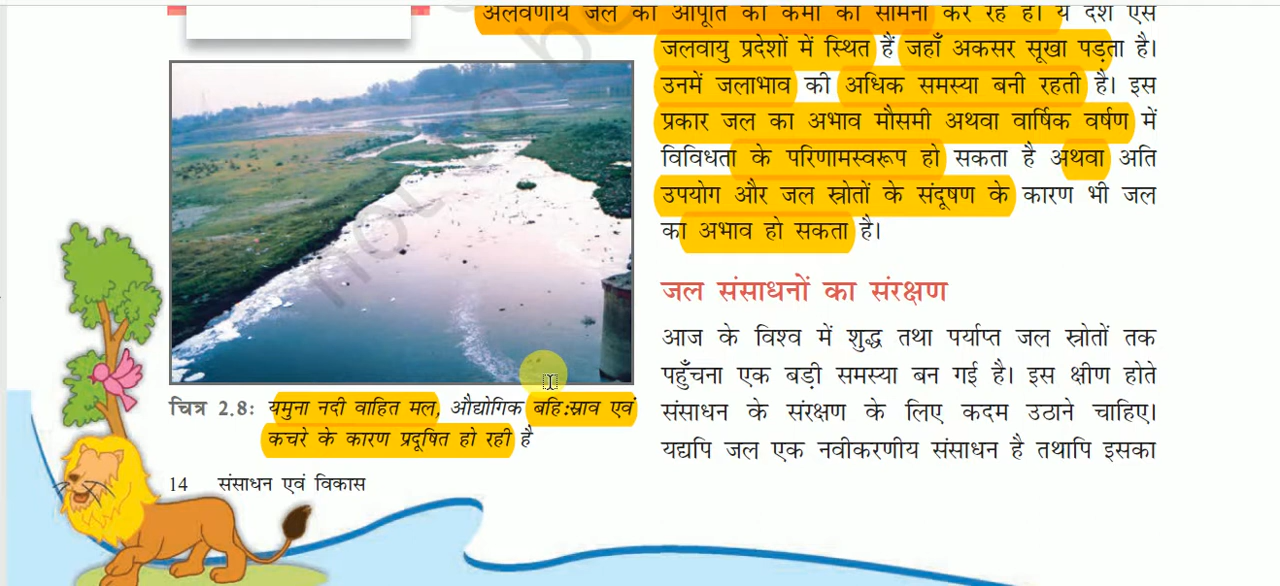 अलवणीय जल की आपूर्ति की कमी का सामना कर रहे हैं। ये देश ऐसे
जलवायु प्रदेशों में स्थित हैं जहाँ अकसर सूखा पड़ता है।
उनमें जलाभाव की अधिक समस्या बनी रहती है। इस
प्रकार जल का अभाव मौसमी अथवा वार्षिक वर्षण में
विविधता के परिणामस्वरूप हो सकता है अथवा अति
उपयोग और जल स्रोतों के संदूषण के कारण भी जल
का अभाव हो सकता है।
जल संसाधनों का संरक्षण
आज के विश्व में शुद्ध तथा पर्याप्त जल स्रोतों तक
पहुँचना एक बड़ी समस्या बन गई है। इस क्षीण होते
संसाधन के संरक्षण के लिए कदम उठाने चाहिए।
यद्यपि जल एक नवीकरणीय संसाधन है तथापि इसका
चित्र 2.8: यमुना नदी वाहित मल, औद्योगिक बहि:स्राव एवं
कचरे के कारण प्रदूषित हो रही है
14 संसाधन एवं विकास
not be